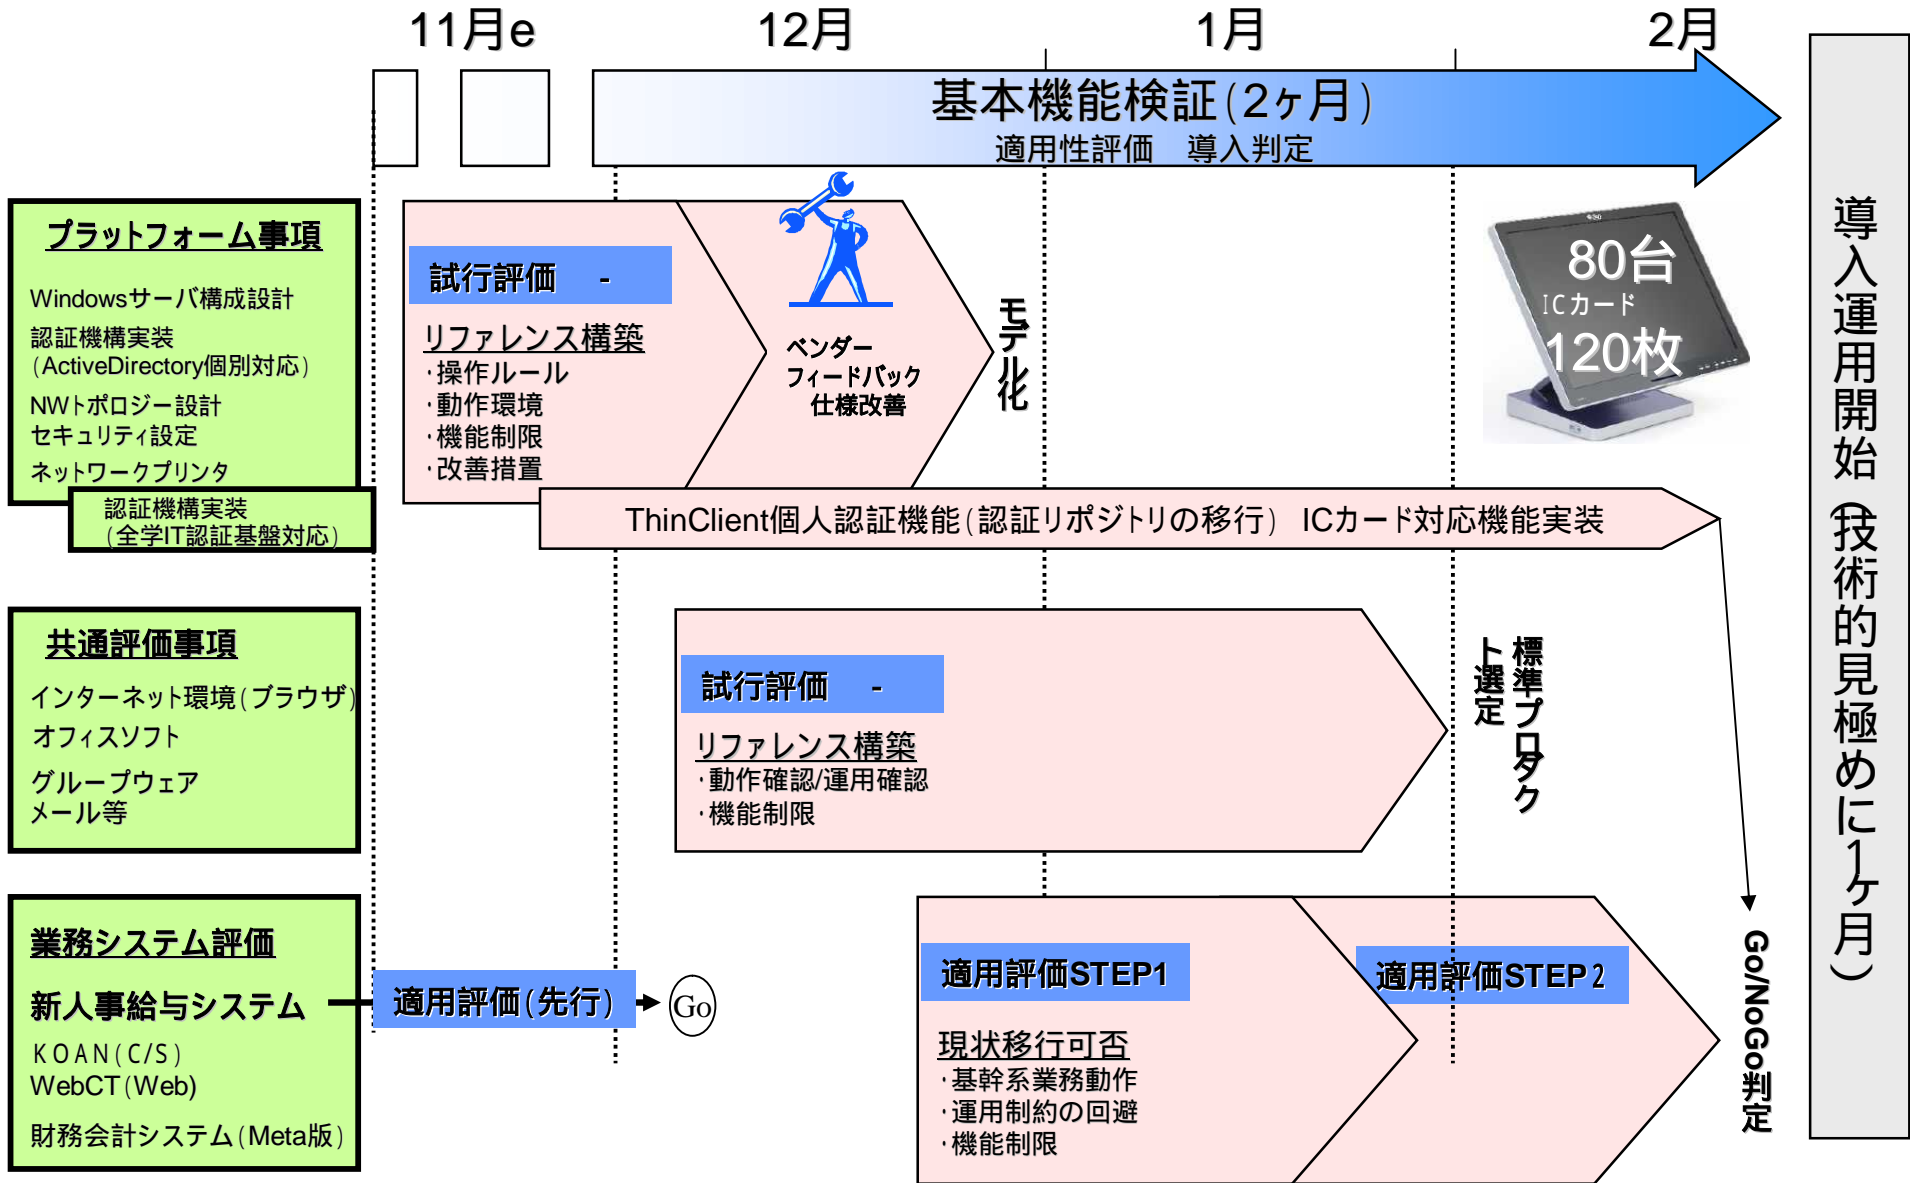 11月e
12月
1月
2月
基本機能検証(2ヶ月)
適用性評価　導入判定
プラットフォーム事項
Windowsサーバ構成設計
認証機構実装
(ActiveDirectory個別対応)
NWトポロジー設計
セキュリティ設定
ネットワークプリンタ
認証機構実装
(全学IT認証基盤対応)
試行評価　-
リファレンス構築
・操作ルール
・動作環境
・機能制限
・改善措置
ベンダー
フィードバック
仕様改善
モデル化
80台
ICカード
120枚
ThinClient個人認証機能(認証リポジトリの移行)　ICカード対応機能実装
共通評価事項
インターネット環境(ブラウザ)
オフィスソフト
グループウェア
メール等
試行評価　-
リファレンス構築
・動作確認/運用確認
・機能制限
標準プロダク
ト選定
業務システム評価
新人事給与システム
KOAN(C/S)
WebCT(Web)
財務会計システム(Meta版)
適用評価(先行)
Go
適用評価STEP1
現状移行可否
・基幹系業務動作
・運用制約の回避
・機能制限
適用評価STEP2
Go/NoGo判定
導入運用開始(技術的見極めに1ヶ月)